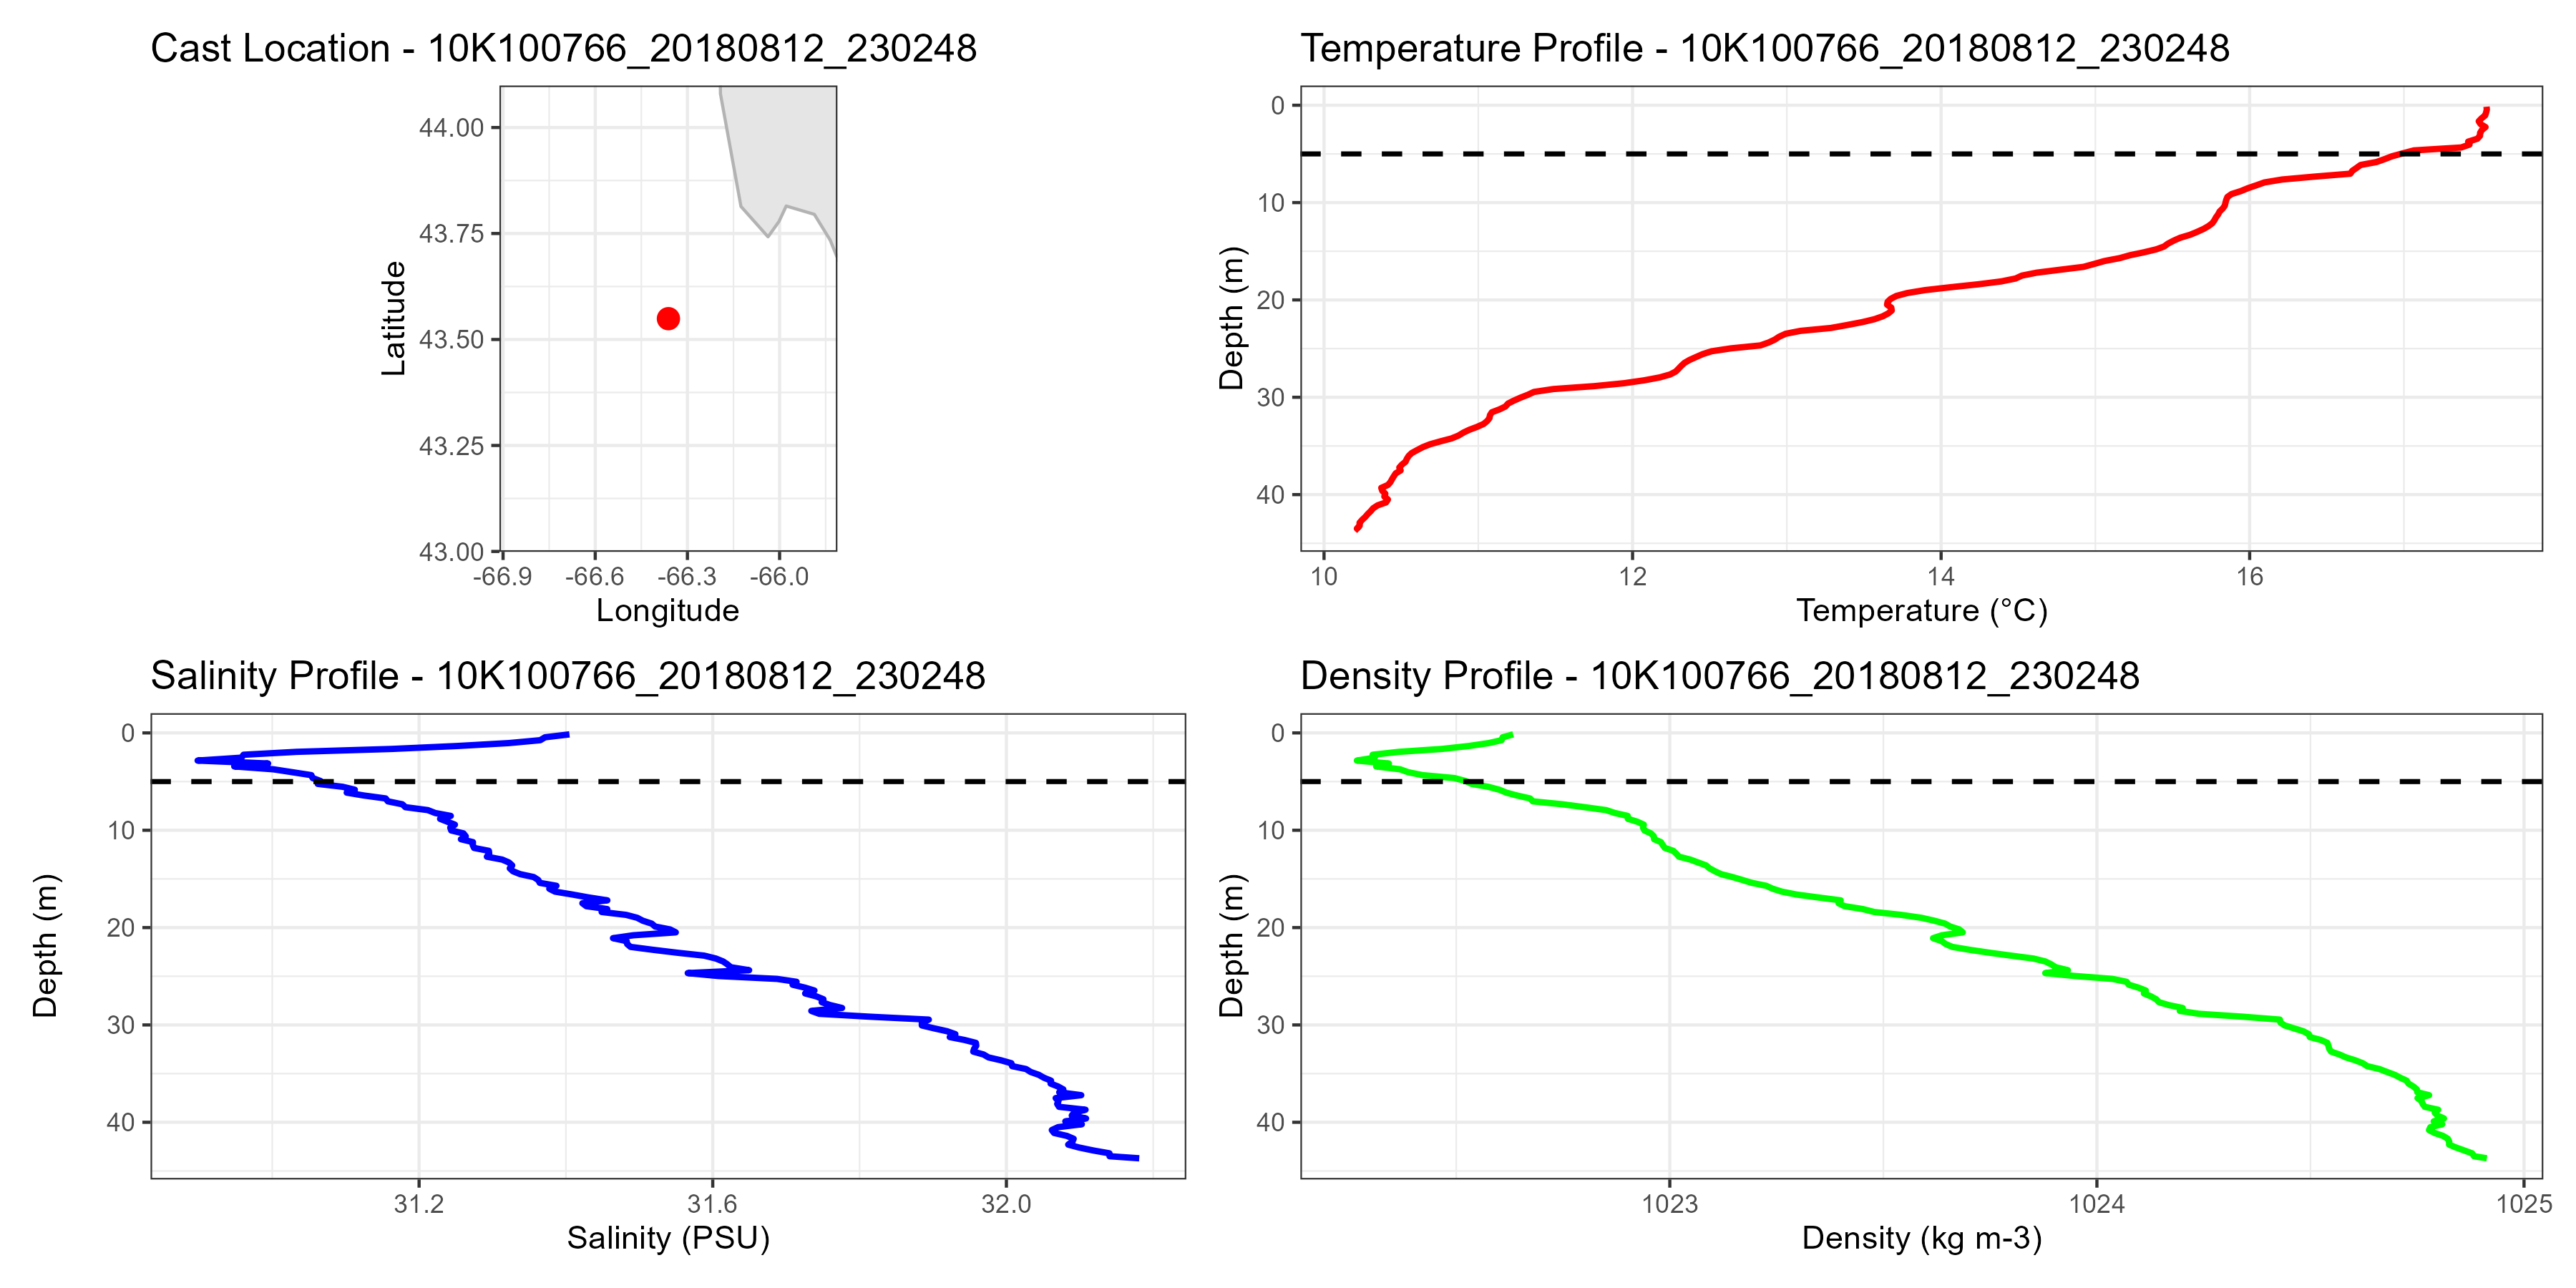 Cast Location - 10K100766_20180812_230248
44.00
43.75
43.50
43.25
43.00
Latitude
-66.9 -66.6 -66.3 -66.0
Longitude
Temperature Profile - 10K100766_20180812_230248
0
10
20
30
40
Depth (m)
10 12 14 16
Temperature (°C)
Salinity Profile - 10K100766_20180812_230248
0
10
20
30
40
Depth (m)
31.2 31.6 32.0
Salinity (PSU)
Density Profile - 10K100766_20180812_230248
0
10
20
30
40
Depth (m)
1023 1024 1025
Density (kg m-3)